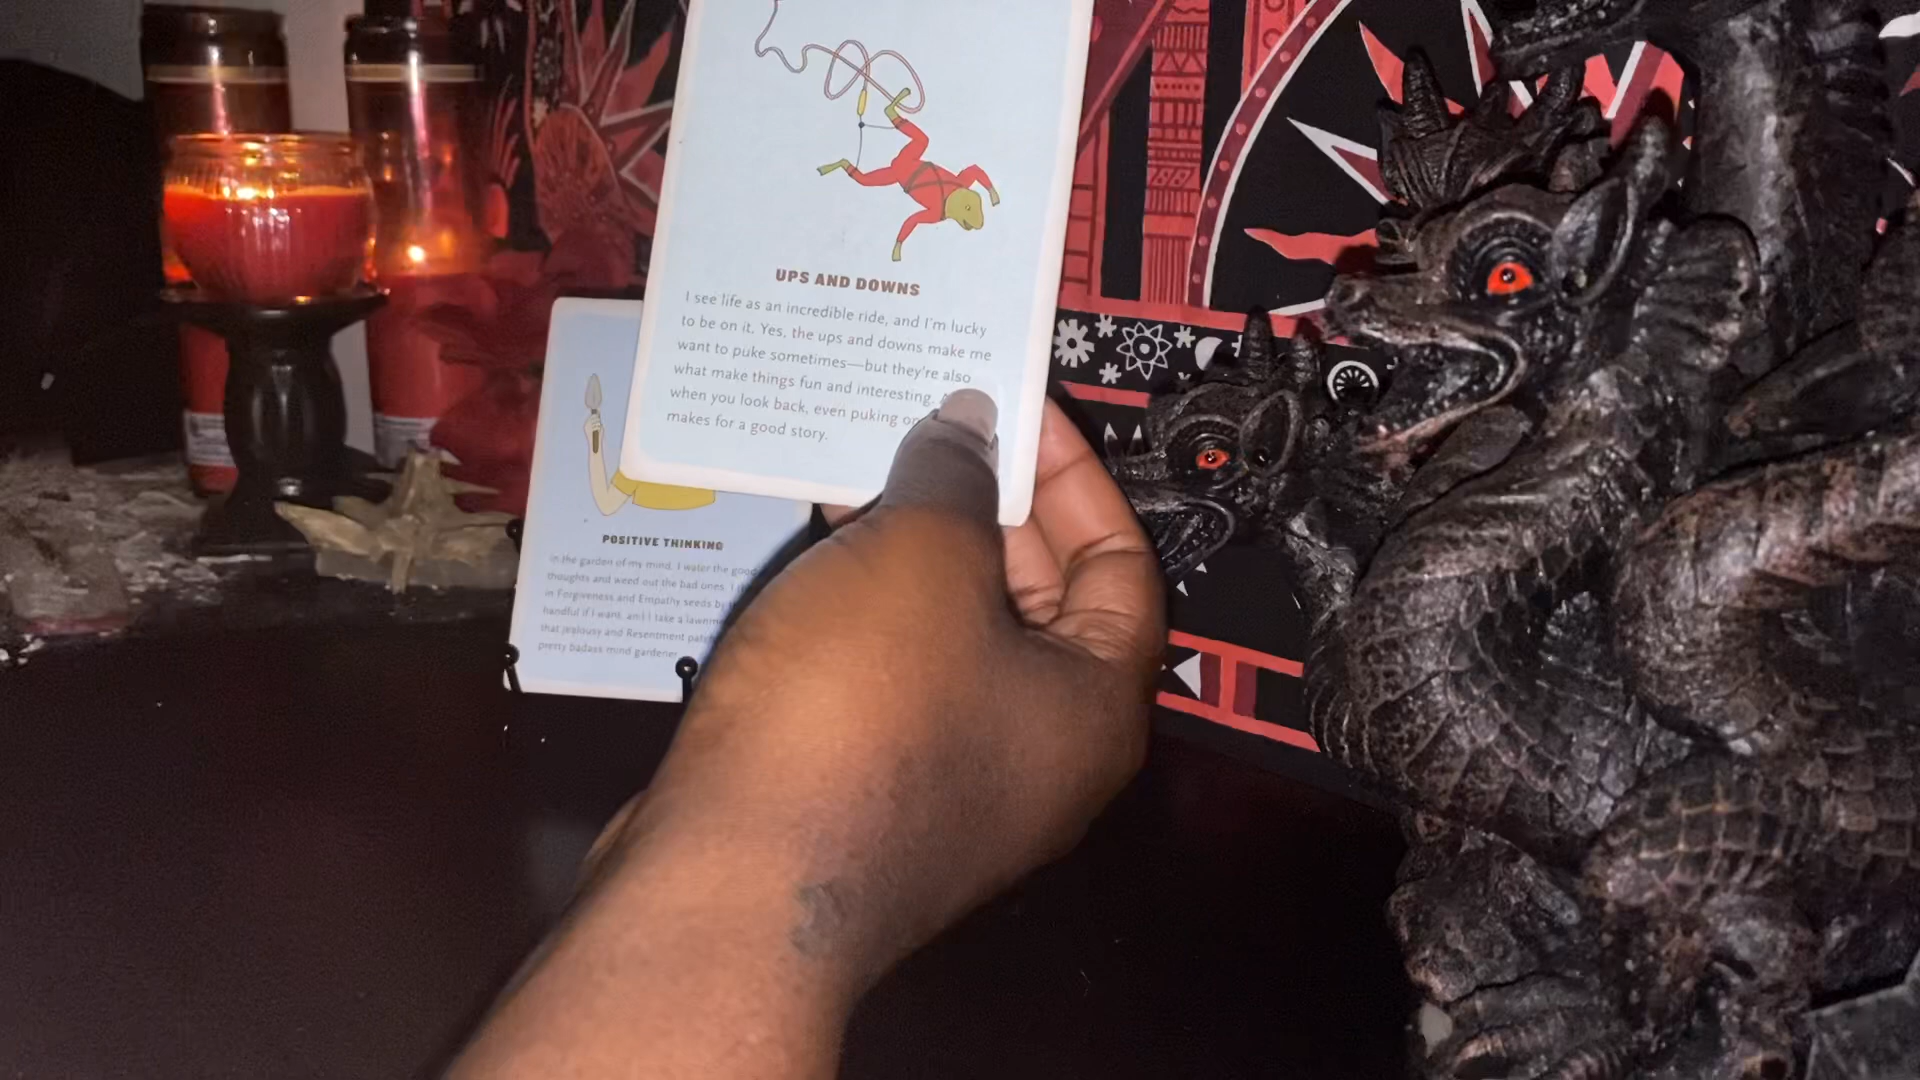 UPS AND DOWNS
I see life as an incredible ride, and I'm lucky
to be on it. Yes, the ups and downs make me
want to puke sometimes—but they're also
what make things fun and interesting.
when you look back, even puking
makes for a good story.
POSITIVE THINKING
In the garden of my mind, I water the good
thoughts and weed out the bad ones. I
in Forgiveness and Empathy seeds by
handful if I want, and I take a
that Jealousy and Resentment
pretty badass mind gardener